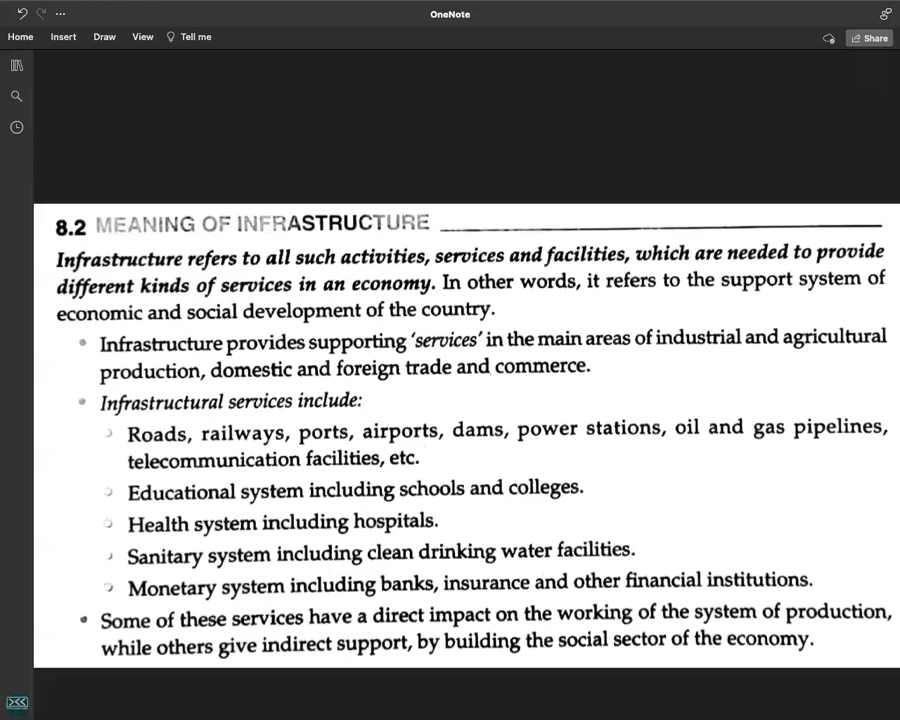 OneNote
Home Insert Draw View Tell me Share
8.2 MEANING OF INFRASTRUCTURE
Infrastructure refers to all such activities, services and facilities, which are needed to provide
different kinds of services in an economy. In other words, it refers to the support system of
economic and social development of the country.
Infrastructure provides supporting 'services' in the main areas of industrial and agricultural
production, domestic and foreign trade and commerce.
Infrastructural services include:
Roads, railways, ports, airports, dams, power stations, oil and gas pipelines,
telecommunication facilities, etc.
Educational system including schools and colleges.
Health system including hospitals.
Sanitary system including clean drinking water facilities.
Monetary system including banks, insurance and other financial institutions.
Some of these services have a direct impact on the working of the system of production,
while others give indirect support, by building the social sector of the economy.